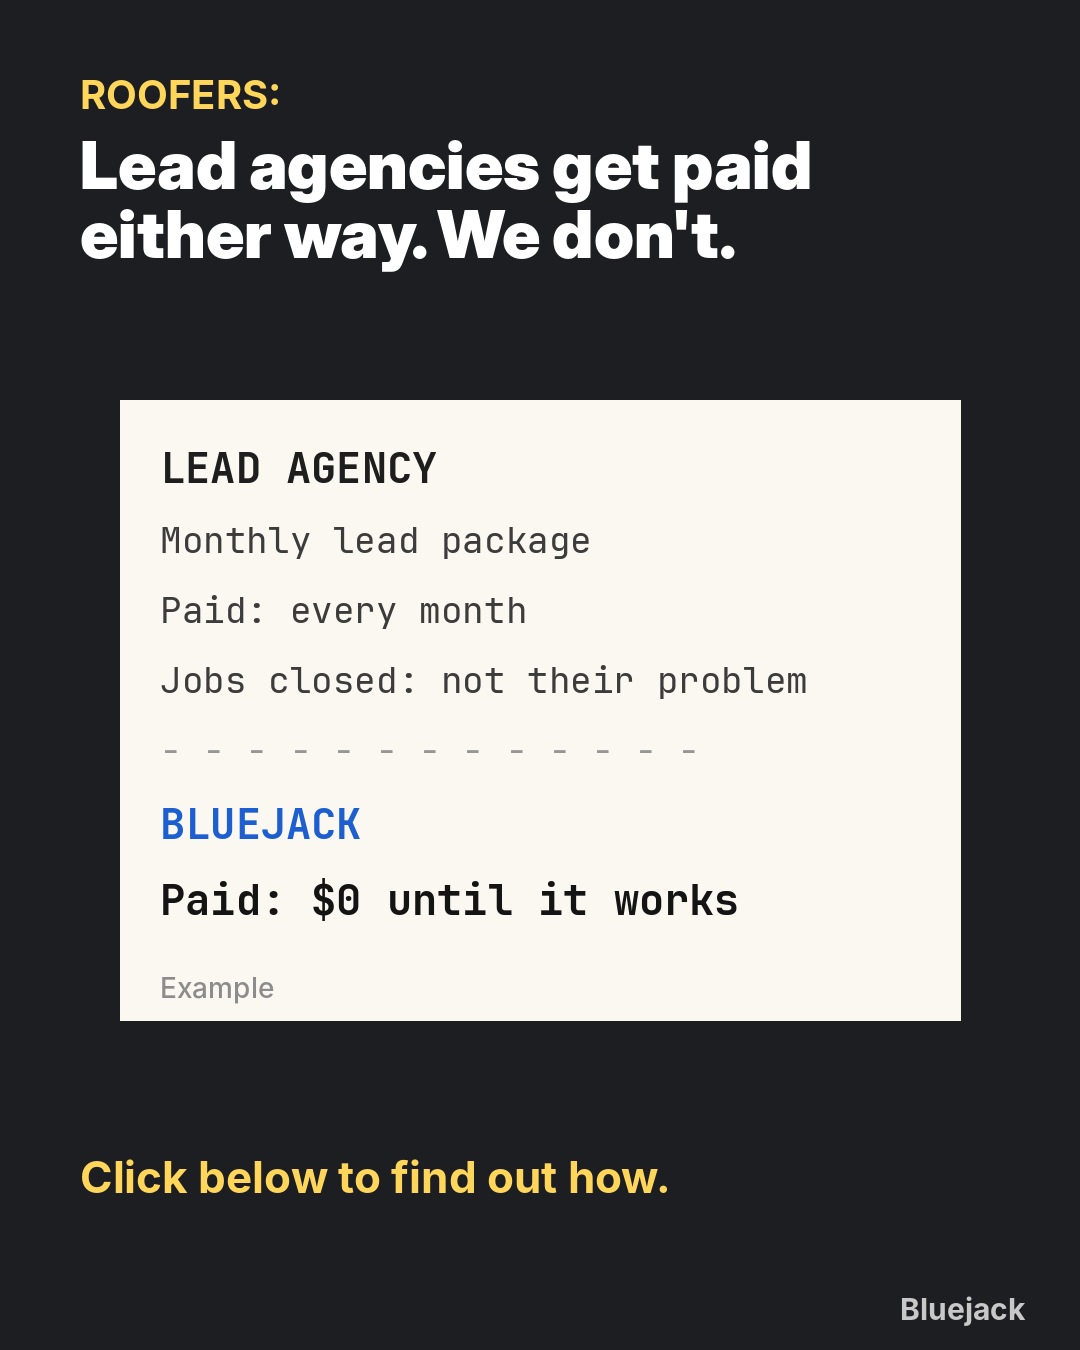 ROOFERS:
Lead agencies get paid
either way. We don't.
LEAD AGENCY
Monthly lead package
Paid: every month
Jobs closed: not their problem
- - - - - - - - - - - - -
BLUEJACK
Paid: $0 until it works
Example
Click below to find out how.
Bluejack